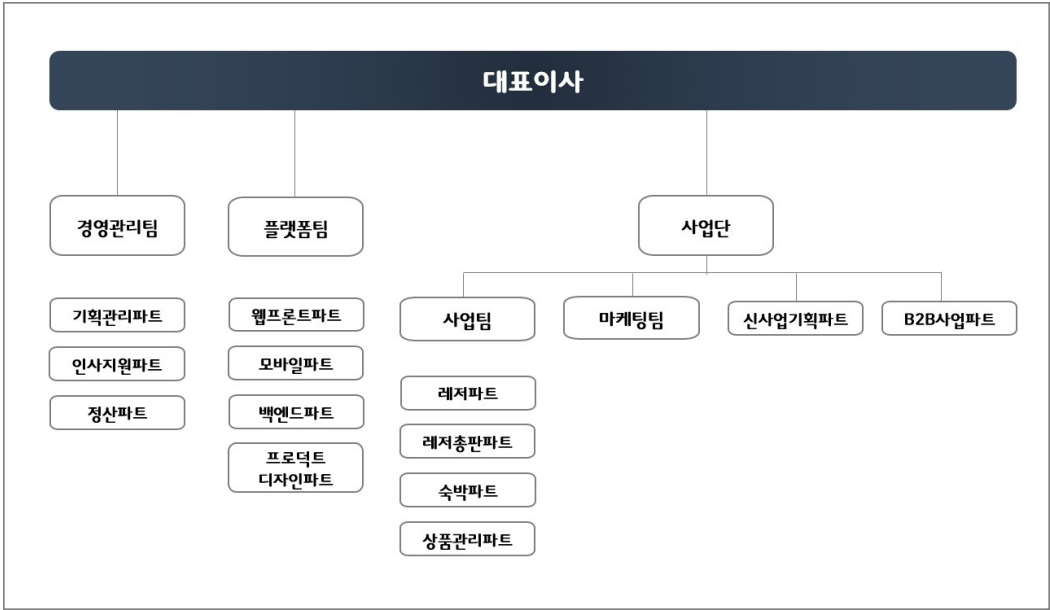 대표이사
경영관리팀
플랫폼팀
사업단
기획관리파트
인사지원파트
정산파트
웹프론트파트
모바일파트
백엔드파트
프로덕트
디자인파트
사업팀
마케팅팀
신사업기획파트
B2B사업파트
레저파트
레저총판파트
숙박파트
상품관리파트